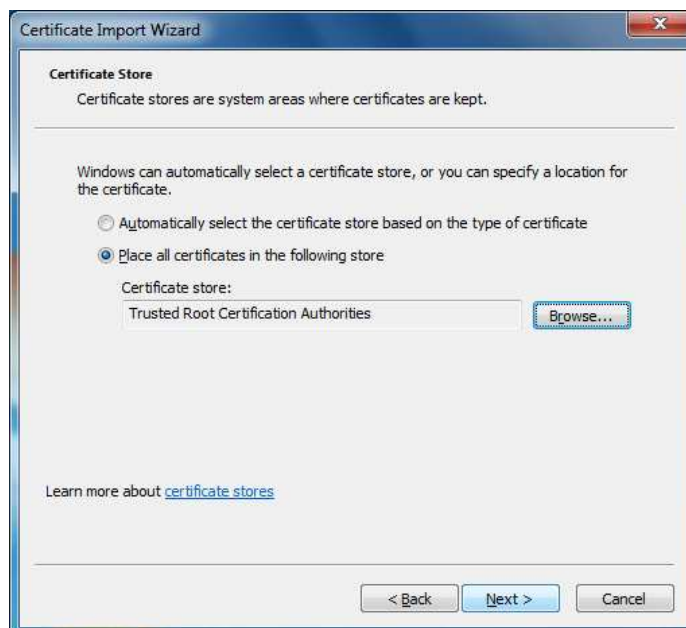 Certificate Import Wizard
Certificate Store
Certificate stores are system areas where certificates are kept.
Windows can automatically select a certificate store, or you can specify a location for
the certificate.
Automatically select the certificate store based on the type of certificate
Place all certificates in the following store
Certificate store:
Trusted Root Certification Authorities
Browse...
Learn more about certificate stores
< Back
Next >
Cancel